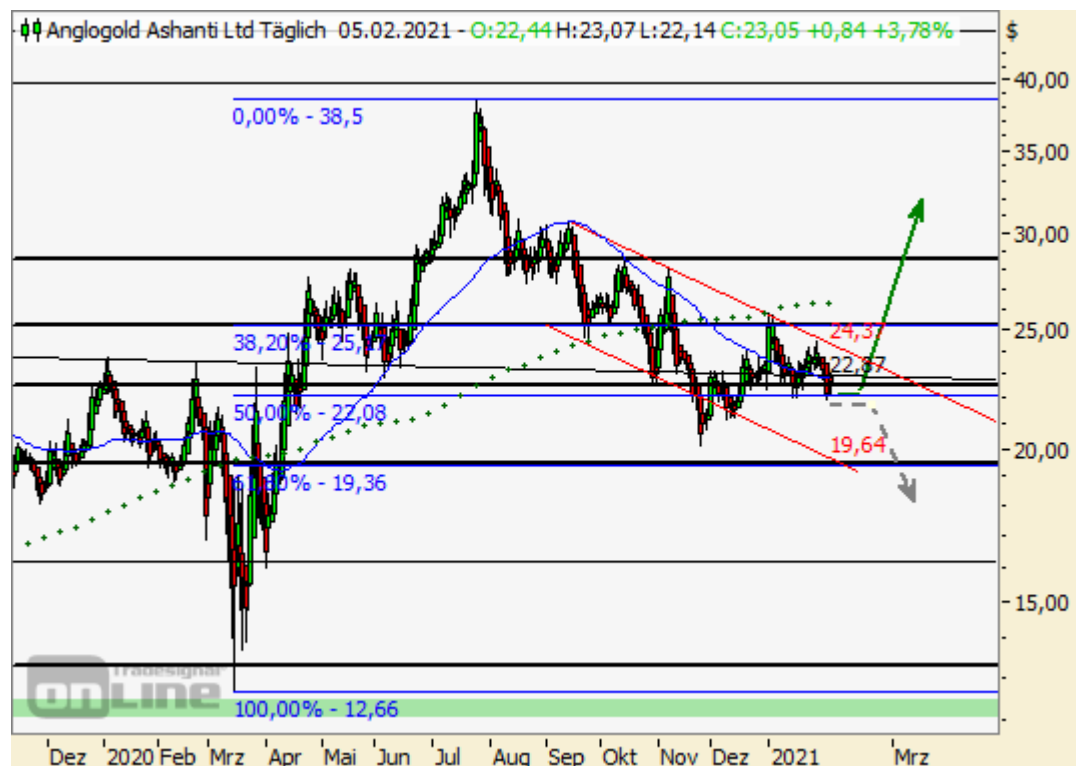 Anglogold Ashanti Ltd Täglich 05.02.2021 - O:22,44 H:23,07 L:22,14 C:23,05 +0,84 +3,78%
$
40,00
0,00% - 38,5
35,00
30,00
25,00
24,37
38,20% - 25,
22,87
50,00% - 22,08
19,64
20,00
61,80% - 19,36
15,00
Tradesignal
onLine
100,00% - 12,66
Dez 2020 Feb Mrz Apr Mai Jun Jul Aug Sep Okt Nov Dez 2021 Mrz